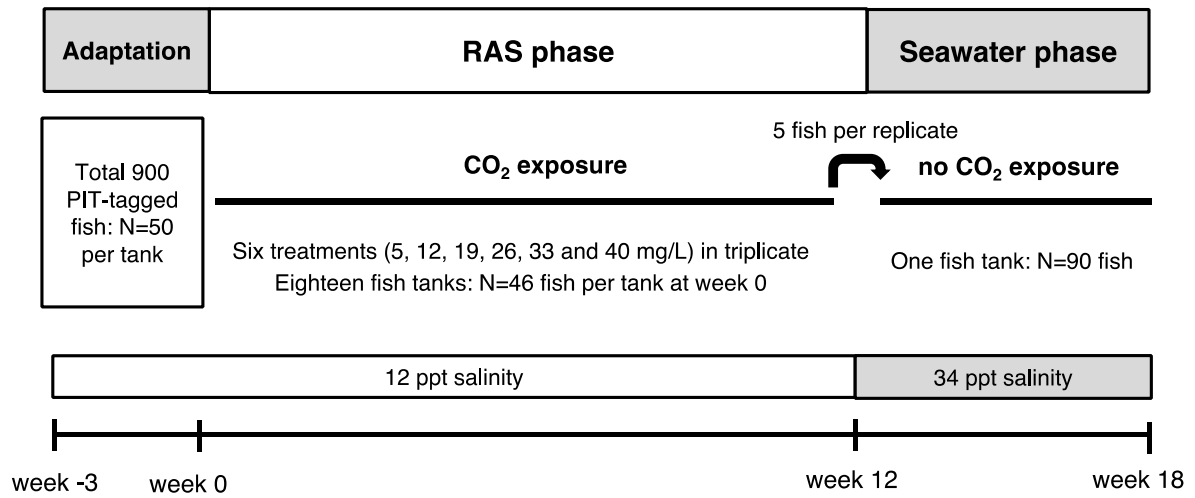 Adaptation
RAS phase
Seawater phase
Total 900
PIT-tagged
fish: N=50
per tank
CO₂ exposure
5 fish per replicate
no CO₂ exposure
Six treatments (5, 12, 19, 26, 33 and 40 mg/L) in triplicate
Eighteen fish tanks: N=46 fish per tank at week 0
One fish tank: N=90 fish
12 ppt salinity
34 ppt salinity
week -3
week 0
week 12
week 18